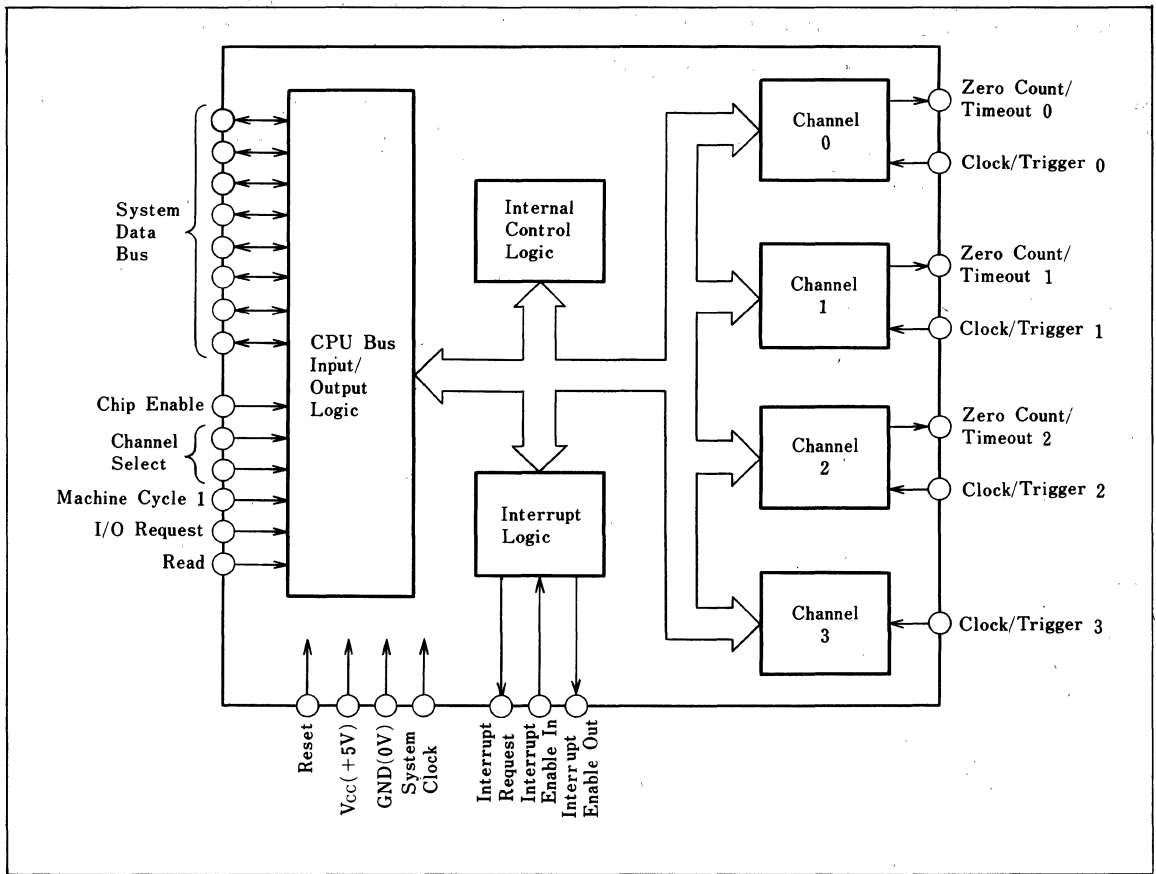 System
Data
Bus
Chip Enable
Channel
Select
Machine Cycle 1
I/O Request
Read
CPU Bus
Input/
Output
Logic
Internal
Control
Logic
Interrupt
Logic
Channel
0
Channel
1
Channel
2
Channel
3
Zero Count/
Timeout 0
Clock/Trigger 0
Zero Count/
Timeout 1
Clock/Trigger 1
Zero Count/
Timeout 2
Clock/Trigger 2
Clock/Trigger 3
Reset
Vcc(+5V)
GND(0V)
System
Clock
Interrupt
Request
Interrupt
Enable In
Interrupt
Enable Out